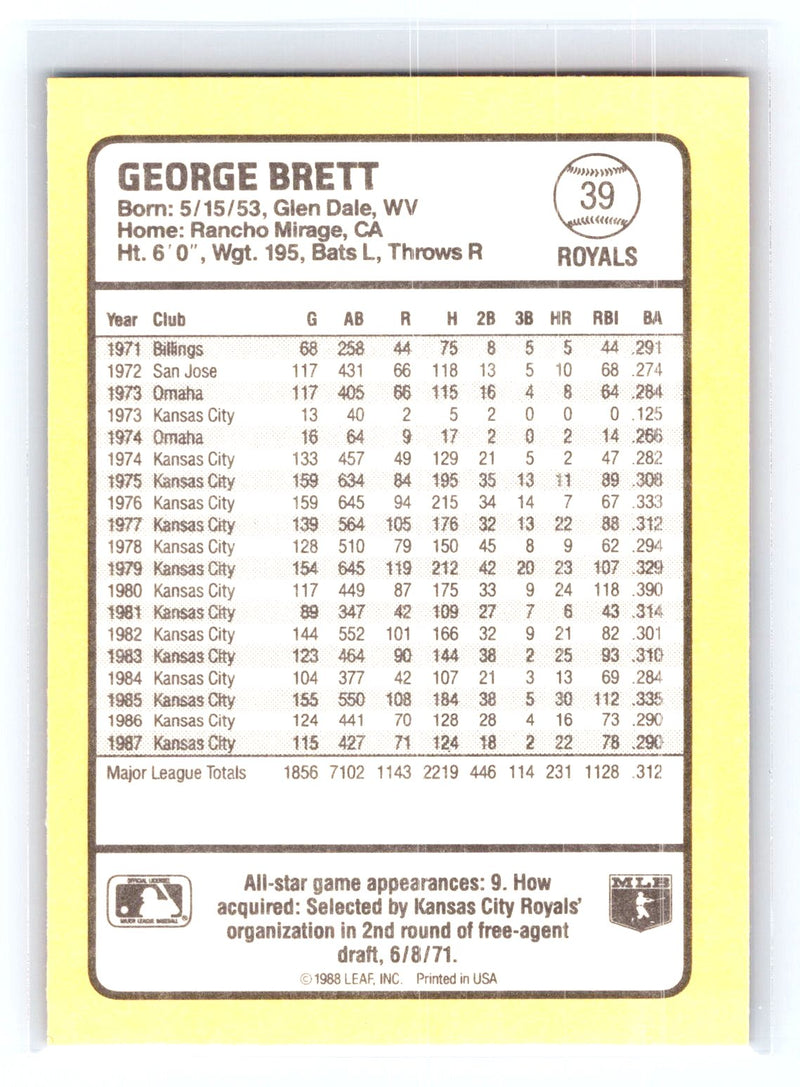 GEORGE BRETT
Born: 5/15/53, Glen Dale, WV
Home: Rancho Mirage, CA
Ht. 6'0", Wgt. 195, Bats L, Throws R
39
ROYALS
Year Club G AB R H 2B 3B HR RBI BA
1971 Billings 68 258 44 75 8 5 5 44 .291
1972 San Jose 117 431 66 118 13 5 10 68 .274
1973 Omaha 117 405 66 115 16 4 8 64 .284
1973 Kansas City 13 40 2 5 2 0 0 0 .125
1974 Omaha 16 64 9 17 2 0 2 14 .266
1974 Kansas City 133 457 49 129 21 5 2 47 .282
1975 Kansas City 159 634 84 195 35 13 11 89 .308
1976 Kansas City 159 645 94 215 34 14 7 67 .333
1977 Kansas City 139 564 105 176 32 13 22 88 .312
1978 Kansas City 128 510 79 150 45 8 9 62 .294
1979 Kansas City 154 645 119 212 42 20 23 107 .329
1980 Kansas City 117 449 87 175 33 9 24 118 .390
1981 Kansas City 89 347 42 109 27 7 6 43 .314
1982 Kansas City 144 552 101 166 32 9 21 82 .301
1983 Kansas City 123 464 90 144 38 2 25 93 .310
1984 Kansas City 104 377 42 107 21 3 13 69 .284
1985 Kansas City 155 550 108 184 38 5 30 112 .335
1986 Kansas City 124 441 70 128 28 4 16 73 .290
1987 Kansas City 115 427 71 124 18 2 22 78 .290
Major League Totals 1856 7102 1143 2219 446 114 231 1128 .312
OFFICIAL LICENSEE
MAJOR LEAGUE BASEBALL
All-star game appearances: 9. How
acquired: Selected by Kansas City Royals'
organization in 2nd round of free-agent
draft, 6/8/71.
©1988 LEAF, INC. Printed in USA
MLB